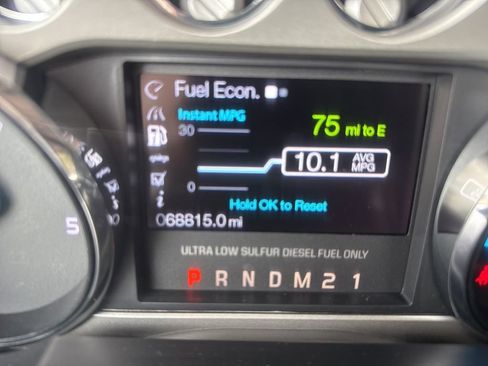 Fuel Econ.
Instant MPG
30
75 mi to E
10.1 AVG MPG
0
Hold OK to Reset
068815.0 mi
5
ULTRA LOW SULFUR DIESEL FUEL ONLY
P R N D M 2 1